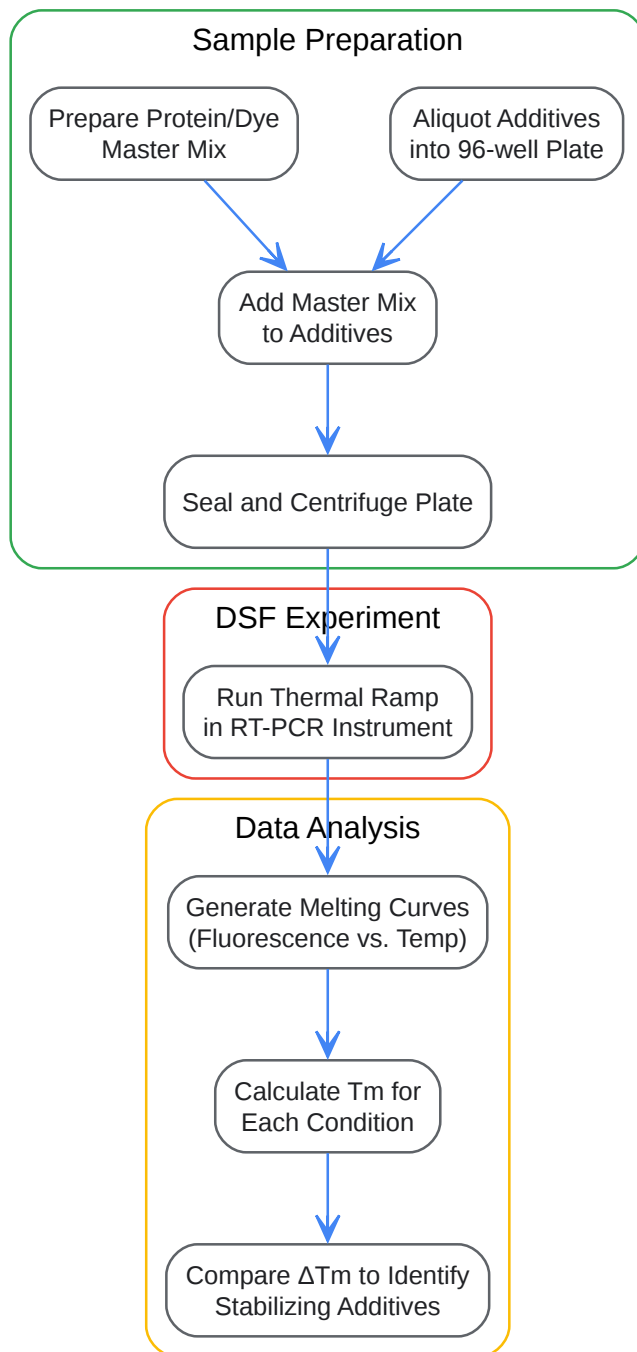 Sample Preparation
Prepare Protein/Dye
Master Mix
Aliquot Additives
into 96-well Plate
Add Master Mix
to Additives
Seal and Centrifuge Plate
DSF Experiment
Run Thermal Ramp
in RT-PCR Instrument
Data Analysis
Generate Melting Curves
(Fluorescence vs. Temp)
Calculate Tm for
Each Condition
Compare ΔTm to Identify
Stabilizing Additives